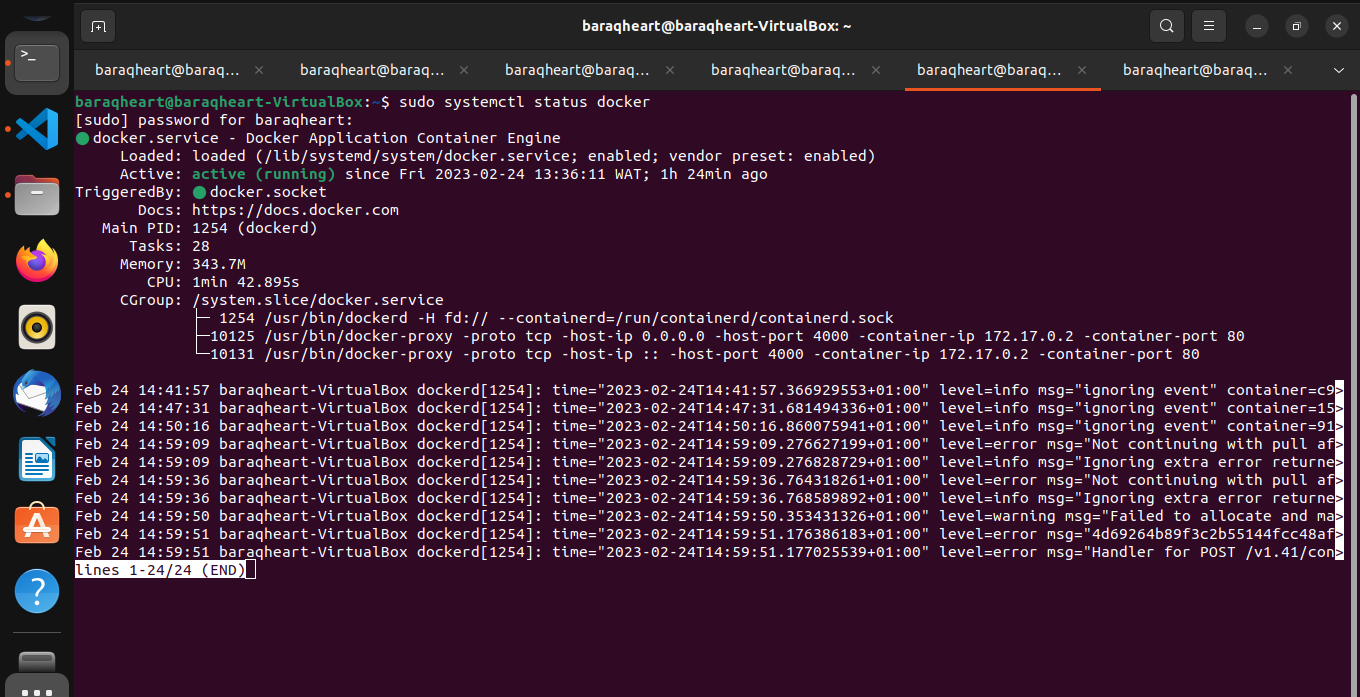 baraqheart@baraqheart-VirtualBox: ~
baraqheart@baraq... × baraqheart@baraq... × baraqheart@baraq... × baraqheart@baraq... × baraqheart@baraq... × baraqheart@baraq... ×
baraqheart@baraqheart-VirtualBox:~$ sudo systemctl status docker
[sudo] password for baraqheart:
● docker.service - Docker Application Container Engine
Loaded: loaded (/lib/systemd/system/docker.service; enabled; vendor preset: enabled)
Active: active (running) since Fri 2023-02-24 13:36:11 WAT; 1h 24min ago
TriggeredBy: ● docker.socket
Docs: https://docs.docker.com
Main PID: 1254 (dockerd)
Tasks: 28
Memory: 343.7M
CPU: 1min 42.895s
CGroup: /system.slice/docker.service
├─ 1254 /usr/bin/dockerd -H fd:// --containerd=/run/containerd/containerd.sock
├─10125 /usr/bin/docker-proxy -proto tcp -host-ip 0.0.0.0 -host-port 4000 -container-ip 172.17.0.2 -container-port 80
└─10131 /usr/bin/docker-proxy -proto tcp -host-ip :: -host-port 4000 -container-ip 172.17.0.2 -container-port 80
Feb 24 14:41:57 baraqheart-VirtualBox dockerd[1254]: time="2023-02-24T14:41:57.366929553+01:00" level=info msg="ignoring event" container=c9>
Feb 24 14:47:31 baraqheart-VirtualBox dockerd[1254]: time="2023-02-24T14:47:31.681494336+01:00" level=info msg="ignoring event" container=15>
Feb 24 14:50:16 baraqheart-VirtualBox dockerd[1254]: time="2023-02-24T14:50:16.860075941+01:00" level=info msg="ignoring event" container=91>
Feb 24 14:59:09 baraqheart-VirtualBox dockerd[1254]: time="2023-02-24T14:59:09.276627199+01:00" level=error msg="Not continuing with pull af>
Feb 24 14:59:09 baraqheart-VirtualBox dockerd[1254]: time="2023-02-24T14:59:09.276828729+01:00" level=info msg="Ignoring extra error returne>
Feb 24 14:59:36 baraqheart-VirtualBox dockerd[1254]: time="2023-02-24T14:59:36.764318261+01:00" level=error msg="Not continuing with pull af>
Feb 24 14:59:36 baraqheart-VirtualBox dockerd[1254]: time="2023-02-24T14:59:36.768589892+01:00" level=info msg="Ignoring extra error returne>
Feb 24 14:59:50 baraqheart-VirtualBox dockerd[1254]: time="2023-02-24T14:59:50.353431326+01:00" level=warning msg="Failed to allocate and ma>
Feb 24 14:59:51 baraqheart-VirtualBox dockerd[1254]: time="2023-02-24T14:59:51.176386183+01:00" level=error msg="4d69264b89f3c2b55144fcc48af>
Feb 24 14:59:51 baraqheart-VirtualBox dockerd[1254]: time="2023-02-24T14:59:51.177025539+01:00" level=error msg="Handler for POST /v1.41/con>
lines 1-24/24 (END)